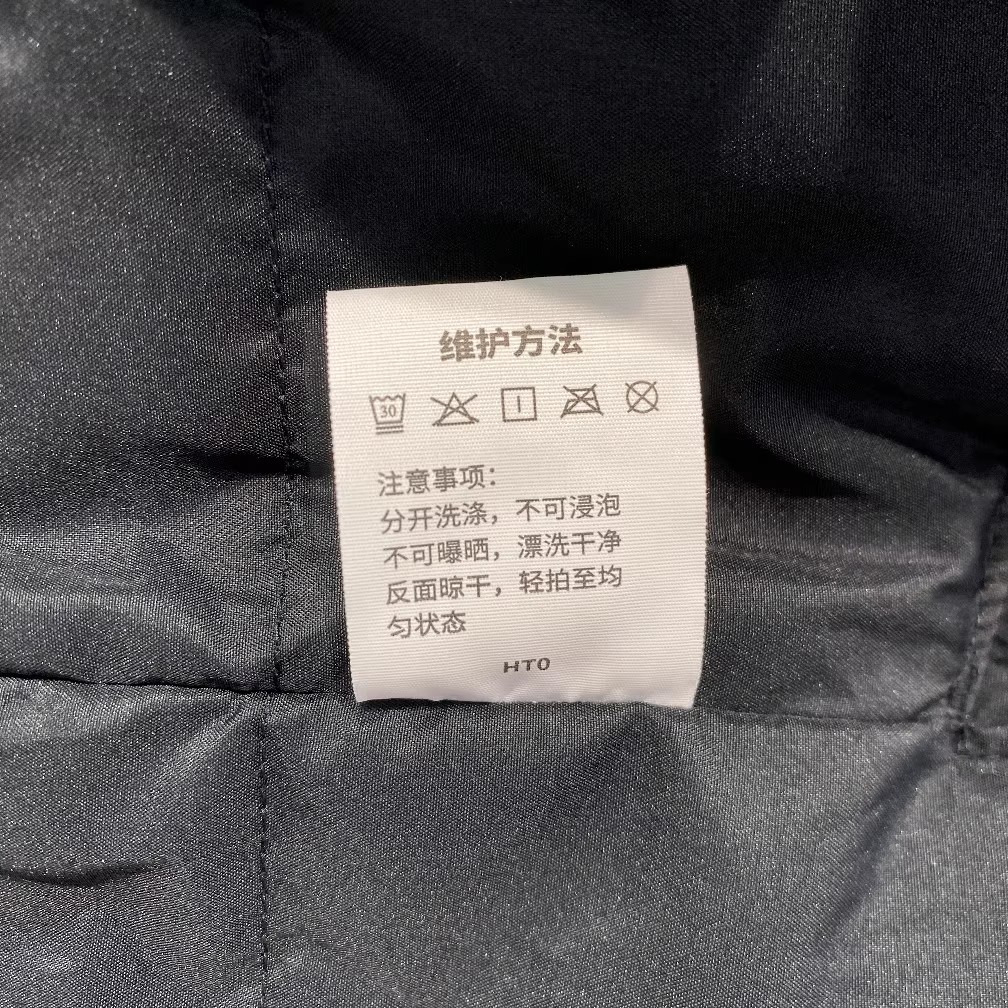 维护方法
30
注意事项：
分开洗涤，不可浸泡
不可曝晒，漂洗干净
反面晾干，轻拍至均
匀状态
HT0